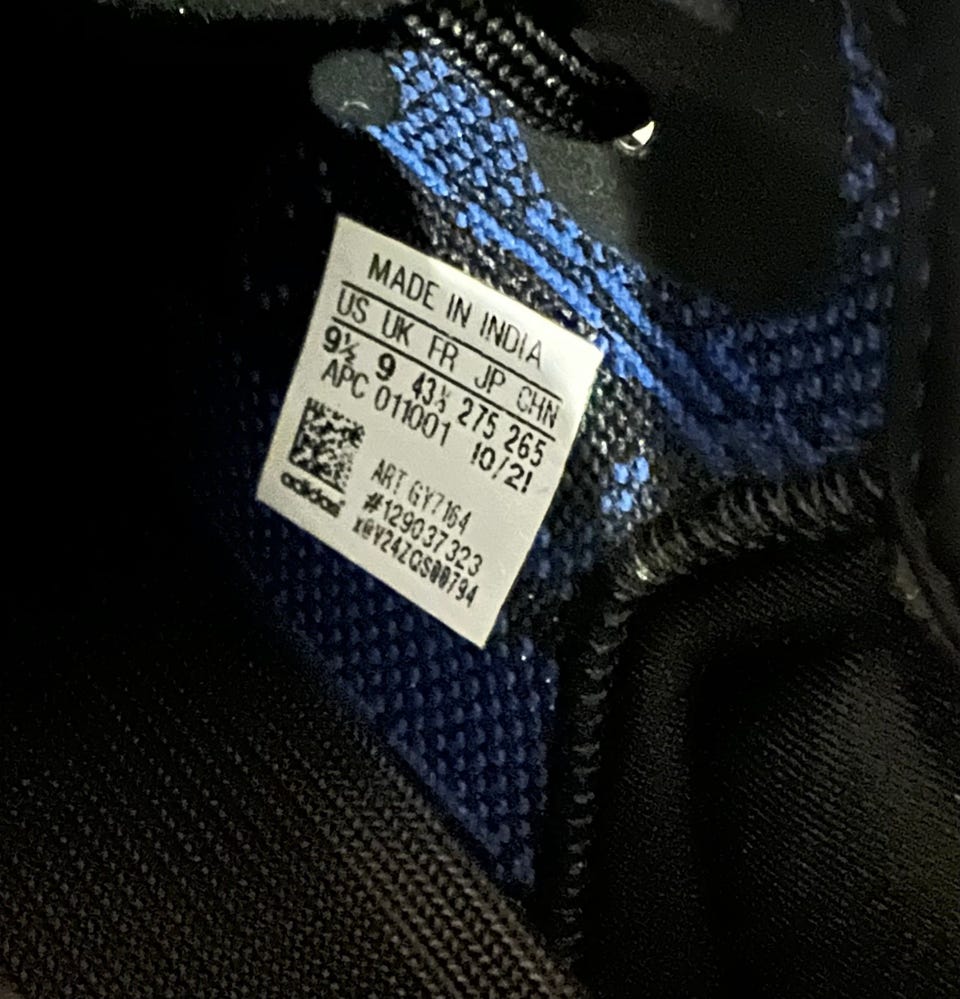 MADE IN INDIA
US UK FR JP CHN
9½ 9 43⅓ 275 265
APC 011001 10/21
ART GY7164
#129037323
adidas